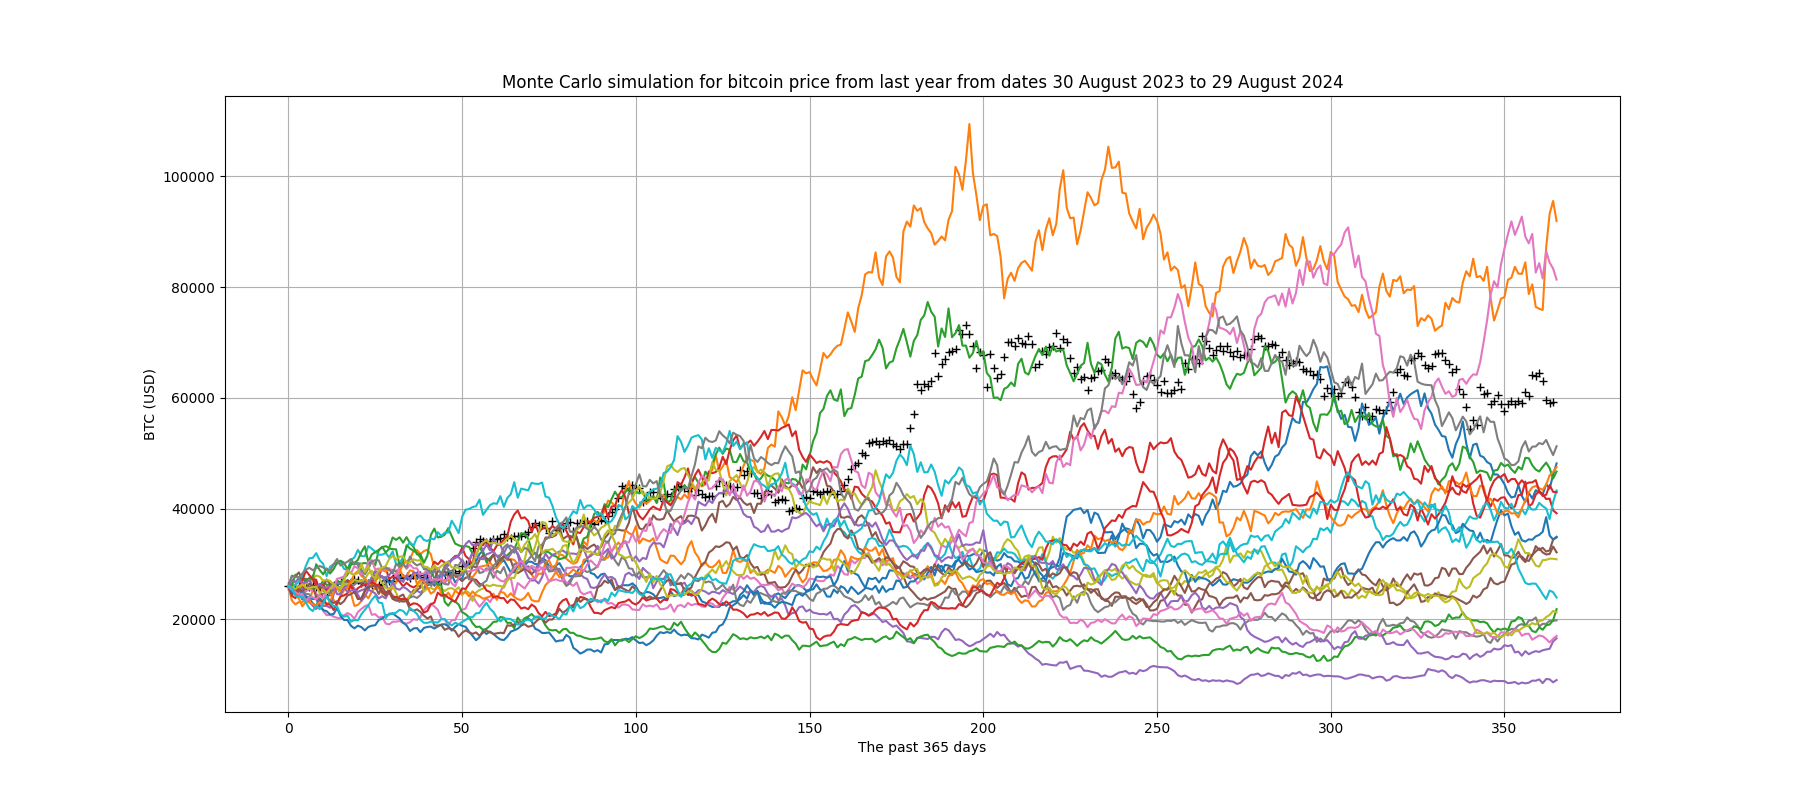 Monte Carlo simulation for bitcoin price from last year from dates 30 August 2023 to 29 August 2024
100000
80000
60000
40000
20000
BTC (USD)
0 50 100 150 200 250 300 350
The past 365 days